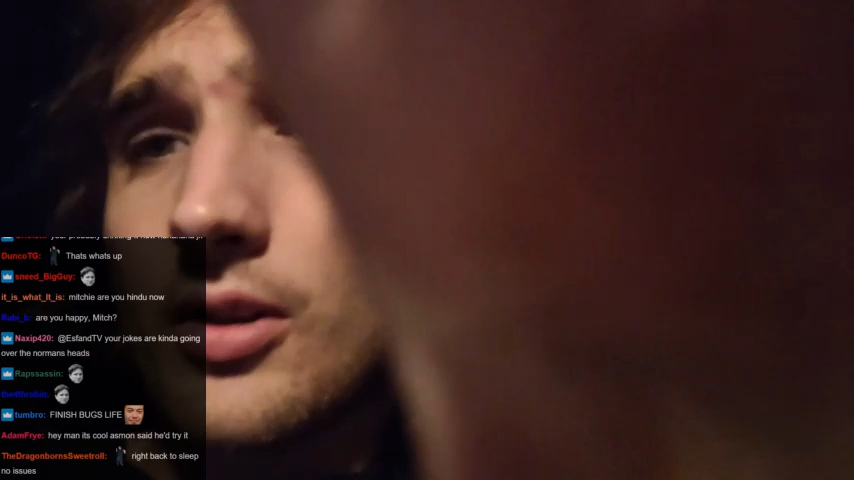 DuncoTG: Thats whats up
sneed_BigGuy:
it_is_what_It_is: mitchie are you hindu now
are you happy, Mitch?
Naxip420: @EsfandTV your jokes are kinda going
over the normans heads
Rapssassin:
tumbro: FINISH BUGS LIFE
AdamFrye: hey man its cool asmon said he'd try it
TheDragonbornsSweetroll: right back to sleep
no issues